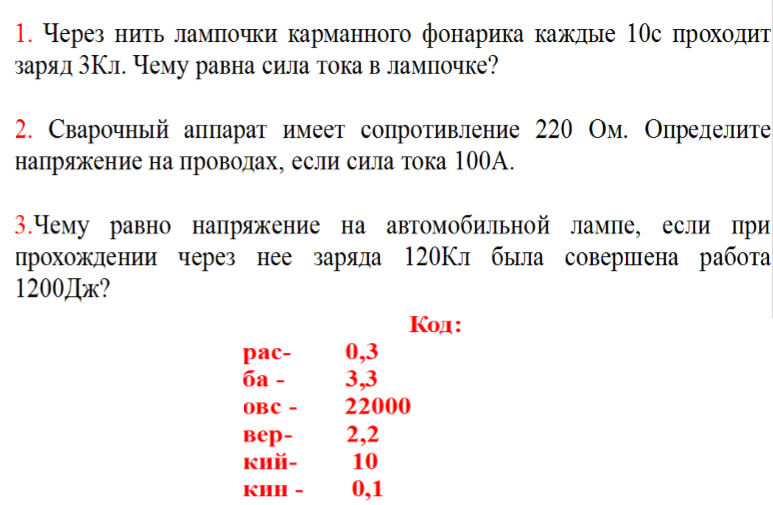 1. Через нить лампочки карманного фонарика каждые 10с проходит
заряд 3Кл. Чему равна сила тока в лампочке?
2. Сварочный аппарат имеет сопротивление 220 Ом. Определите
напряжение на проводах, если сила тока 100А.
3.Чему равно напряжение на автомобильной лампе, если при
прохождении через нее заряда 120Кл была совершена работа
1200Дж?
Код:
рас- 0,3
ба - 3,3
овс - 22000
вер- 2,2
кий- 10
кин - 0,1